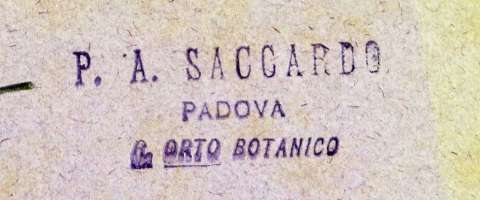 P. A. SACCARDO
PADOVA
R. ORTO BOTANICO